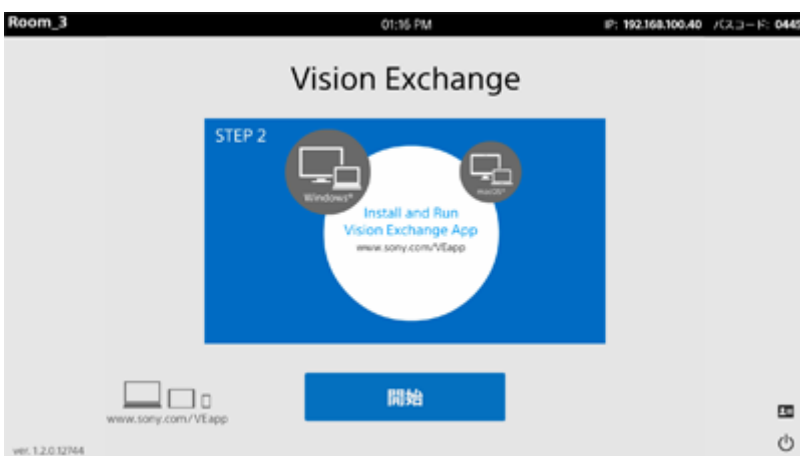 Room_3
01:16 PM
IP: 192.168.100.40 パスコード: 0445
Vision Exchange
STEP 2
Windows®
macOS®
Install and Run
Vision Exchange App
www.sony.com/VEapp
開始
www.sony.com/VEapp
ver. 1.2.0.12744